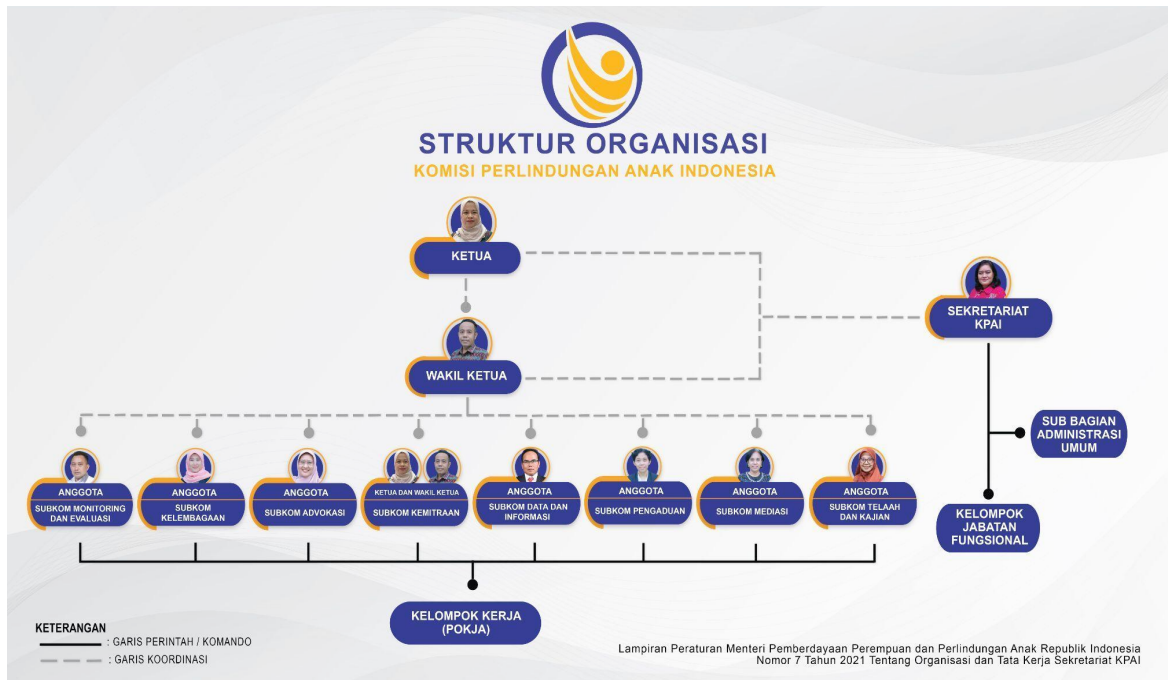 STRUKTUR ORGANISASI
KOMISI PERLINDUNGAN ANAK INDONESIA
KETUA
SEKRETARIAT
KPAI
WAKIL KETUA
SUB BAGIAN
ADMINISTRASI
UMUM
ANGGOTA
SUBKOM MONITORING
DAN EVALUASI
ANGGOTA
SUBKOM
KELEMBAGAAN
ANGGOTA
SUBKOM ADVOKASI
KETUA DAN WAKIL KETUA
SUBKOM KEMITRAAN
ANGGOTA
SUBKOM DATA DAN
INFORMASI
ANGGOTA
SUBKOM PENGADUAN
ANGGOTA
SUBKOM MEDIASI
ANGGOTA
SUBKOM TELAAH
DAN KAJIAN
KELOMPOK
JABATAN
FUNGSIONAL
KELOMPOK KERJA
(POKJA)
KETERANGAN
: GARIS PERINTAH / KOMANDO
: GARIS KOORDINASI
Lampiran Peraturan Menteri Pemberdayaan Perempuan dan Perlindungan Anak Republik Indonesia
Nomor 7 Tahun 2021 Tentang Organisasi dan Tata Kerja Sekretariat KPAI